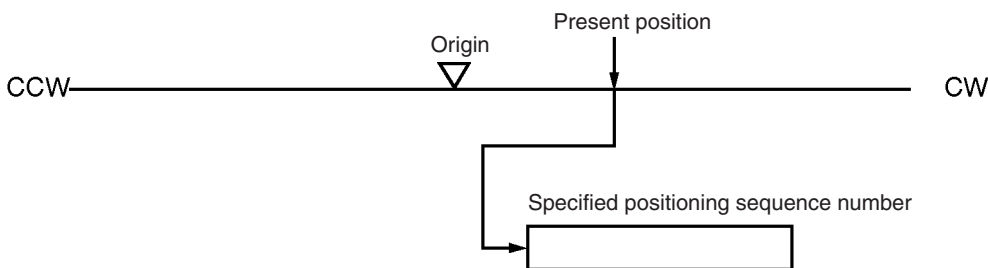 Present position
Origin
CCW
CW
Specified positioning sequence number